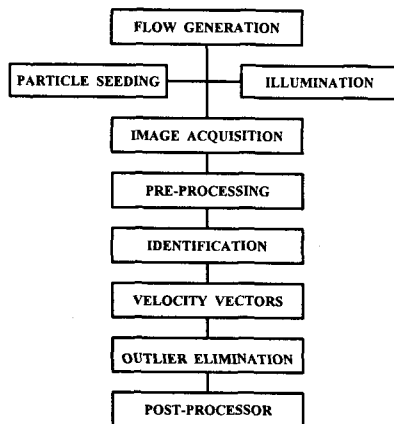 FLOW GENERATION
PARTICLE SEEDING
ILLUMINATION
IMAGE ACQUISITION
PRE-PROCESSING
IDENTIFICATION
VELOCITY VECTORS
OUTLIER ELIMINATION
POST-PROCESSOR